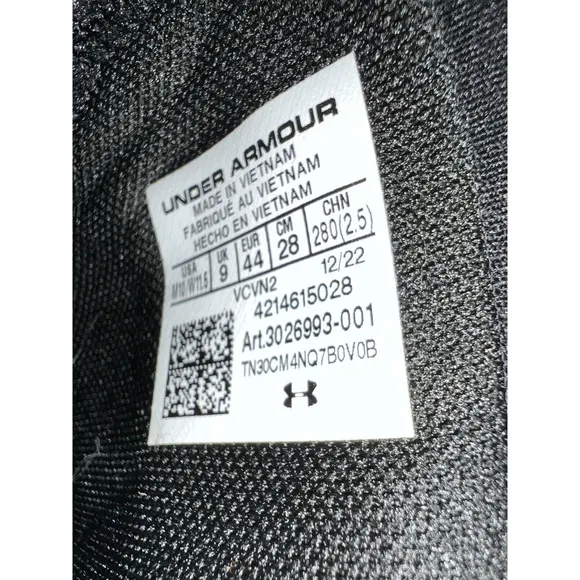 UNDER ARMOUR
MADE IN VIETNAM
FABRIQUÉ AU VIETNAM
HECHO EN VIETNAM
USA UK EUR CM CHN
M10/W11.5 9 44 28 280(2.5)
VCVN2 12/22
4214615028
Art.3026993-001
TN30CM4NQ7B0V0B